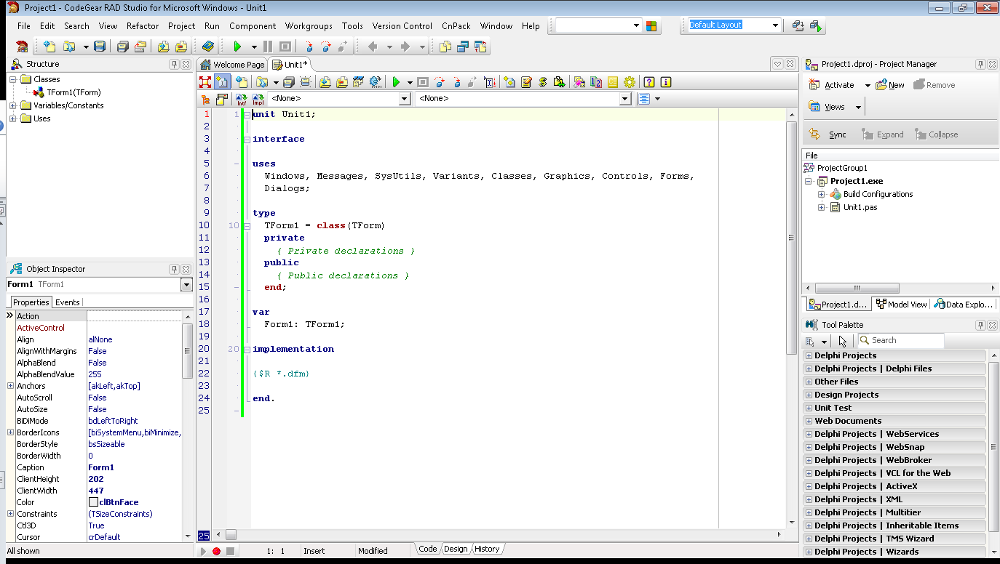 Project1 - CodeGear RAD Studio for Microsoft Windows - Unit1
File Edit Search View Refactor Project Run Component Workgroups Tools Version Control CnPack Window Help
Default Layout
Structure
Classes
TForm1(TForm)
Variables/Constants
Uses
Object Inspector
Form1 TForm1
Properties Events
Action
ActiveControl
Align alNone
AlignWithMargins False
AlphaBlend False
AlphaBlendValue 255
Anchors [akLeft,akTop]
AutoScroll False
AutoSize False
BiDiMode bdLeftToRight
BorderIcons [biSystemMenu,biMinimize,
BorderStyle bsSizeable
BorderWidth 0
Caption Form1
ClientHeight 202
ClientWidth 447
Color clBtnFace
Constraints (TSizeConstraints)
Ctl3D True
Cursor crDefault
All shown
Welcome Page Unit1*
Intf Impl <None> <None>
1 1 unit Unit1;
2
3 interface
4
5 uses
6 Windows, Messages, SysUtils, Variants, Classes, Graphics, Controls, Forms,
7 Dialogs;
8
9 type
10 10 TForm1 = class(TForm)
11 private
12 { Private declarations }
13 public
14 { Public declarations }
15 end;
16
17 var
18 Form1: TForm1;
19
20 20 implementation
21
22 {$R *.dfm}
23
24 end.
25
25
1: 1 Insert Modified Code Design History
Project1.dproj - Project Manager
Activate New Remove
Views
Sync Expand Collapse
File
ProjectGroup1
Project1.exe
Build Configurations
Unit1.pas
Project1.d... Model View Data Explo...
Tool Palette
Search
Delphi Projects
Delphi Projects | Delphi Files
Other Files
Design Projects
Unit Test
Web Documents
Delphi Projects | WebServices
Delphi Projects | WebSnap
Delphi Projects | WebBroker
Delphi Projects | VCL for the Web
Delphi Projects | ActiveX
Delphi Projects | XML
Delphi Projects | Multitier
Delphi Projects | Inheritable Items
Delphi Projects | TMS Wizard
Delphi Projects | Wizards